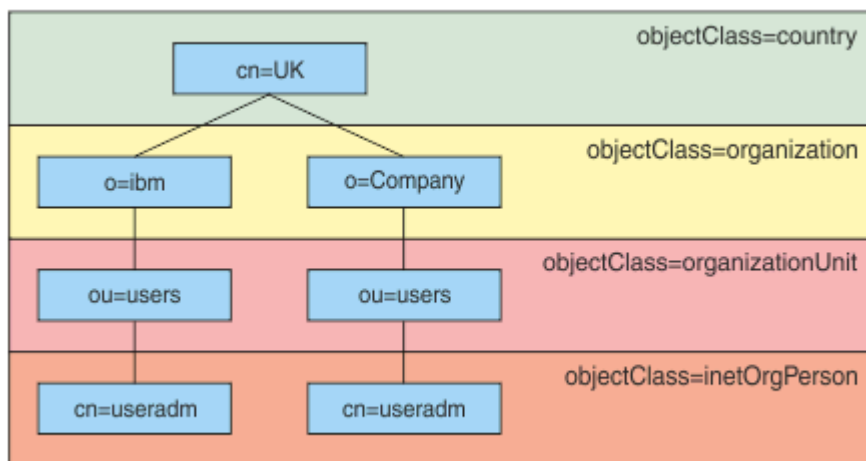 objectClass=country
cn=UK
objectClass=organization
o=ibm
o=Company
objectClass=organizationUnit
ou=users
ou=users
objectClass=inetOrgPerson
cn=useradm
cn=useradm